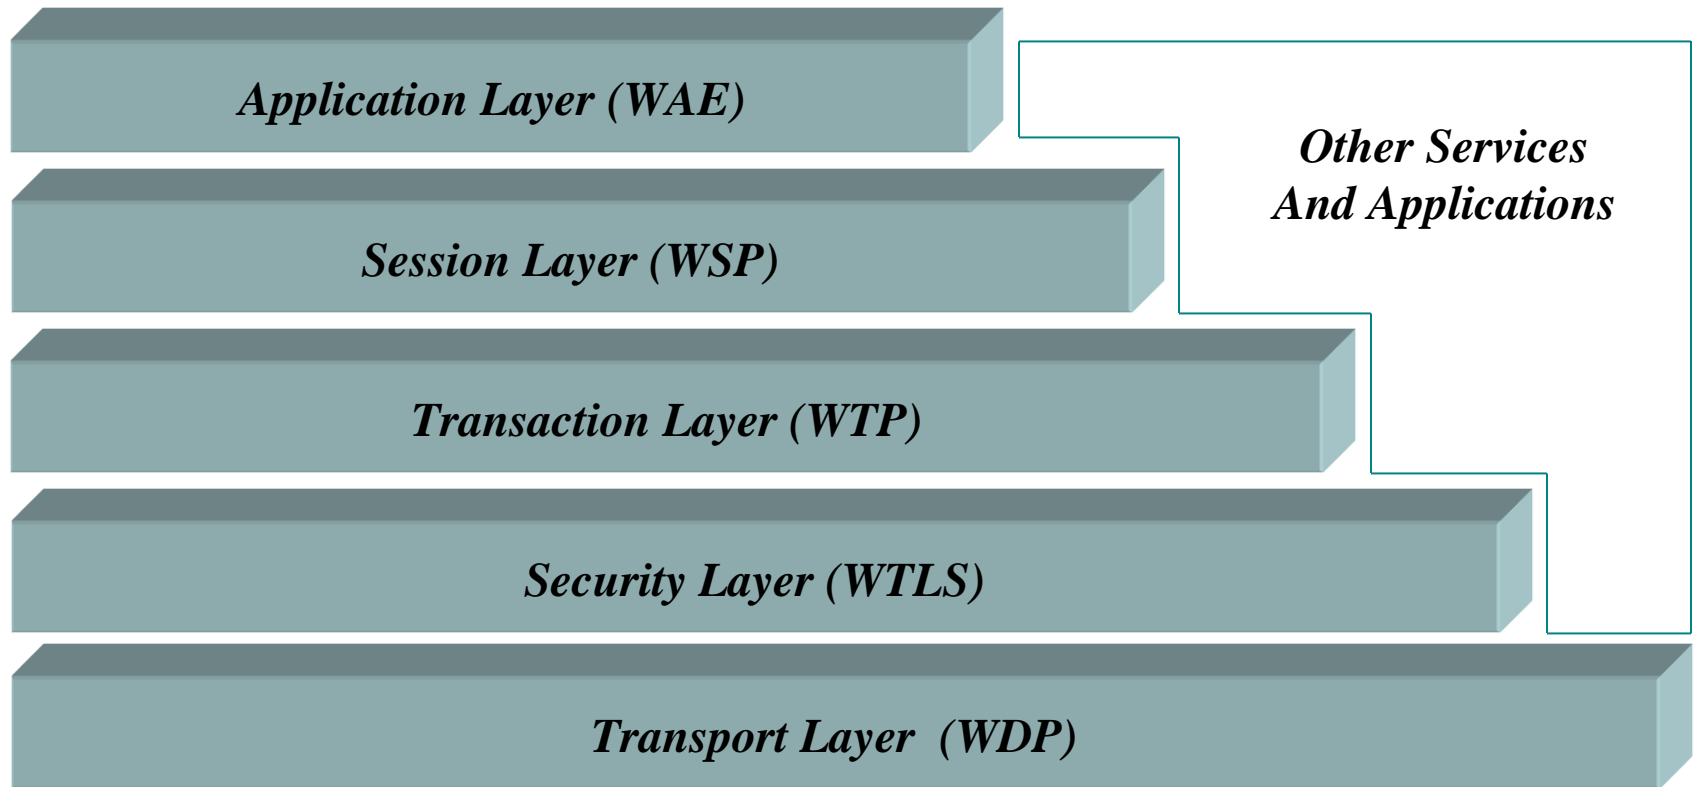 Application Layer (WAE)
Other Services
And Applications
Session Layer (WSP)
Transaction Layer (WTP)
Security Layer (WTLS)
Transport Layer (WDP)